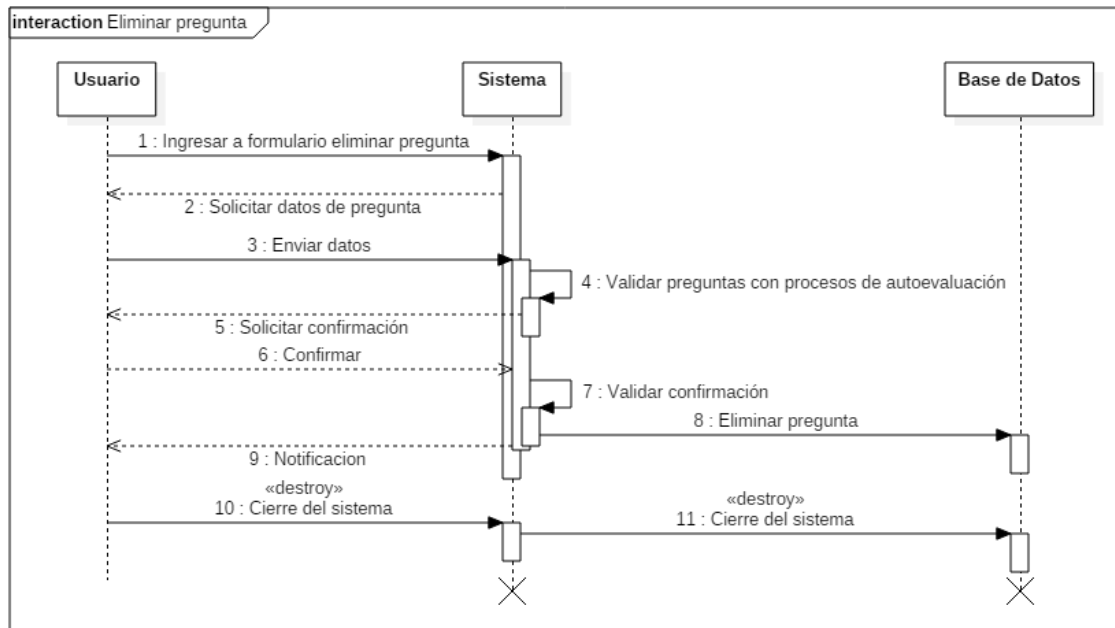 interaction Eliminar pregunta
Usuario
Sistema
Base de Datos
1 : Ingresar a formulario eliminar pregunta
2 : Solicitar datos de pregunta
3 : Enviar datos
4 : Validar preguntas con procesos de autoevaluación
5 : Solicitar confirmación
6 : Confirmar
7 : Validar confirmación
8 : Eliminar pregunta
9 : Notificacion
«destroy»
10 : Cierre del sistema
«destroy»
11 : Cierre del sistema